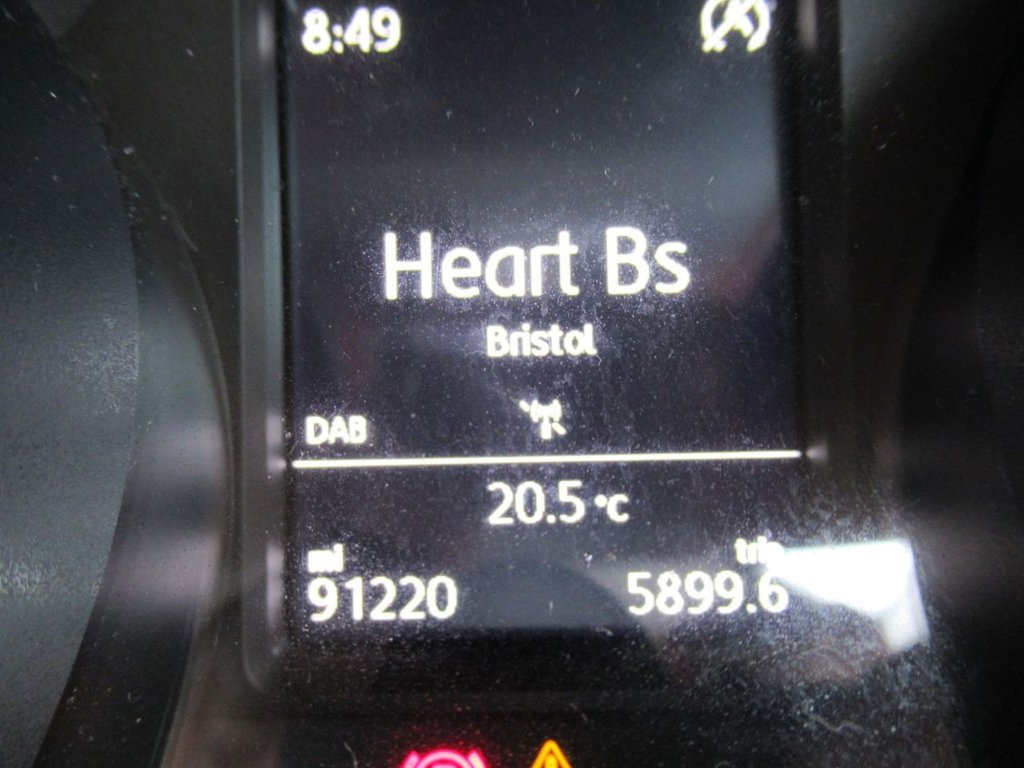 8:49
Heart Bs
Bristol
DAB
20.5 °C
mi trip
91220 5899.6